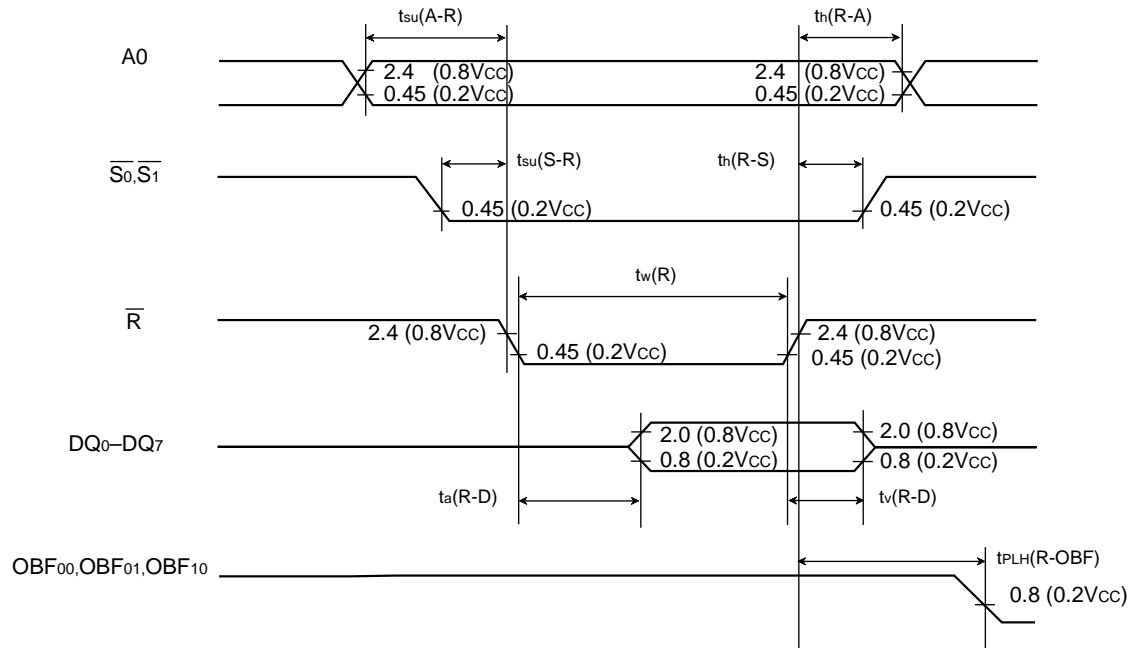 tsu(A-R)
th(R-A)
A0
2.4 (0.8VCC)
0.45 (0.2VCC)
2.4 (0.8VCC)
0.45 (0.2VCC)
S0,S1
tsu(S-R)
th(R-S)
0.45 (0.2VCC)
0.45 (0.2VCC)
R
tw(R)
2.4 (0.8VCC)
0.45 (0.2VCC)
2.4 (0.8VCC)
0.45 (0.2VCC)
DQ0–DQ7
2.0 (0.8VCC)
0.8 (0.2VCC)
2.0 (0.8VCC)
0.8 (0.2VCC)
ta(R-D)
tv(R-D)
OBF00,OBF01,OBF10
tPLH(R-OBF)
0.8 (0.2VCC)